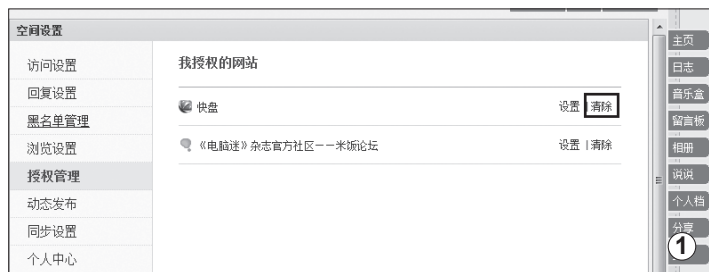 空间设置
访问设置
回复设置
黑名单管理
浏览设置
授权管理
动态发布
同步设置
个人中心
我授权的网站
快盘 设置 | 清除
《电脑迷》杂志官方社区——米饭论坛 设置 | 清除
主页
日志
音乐盒
留言板
相册
说说
个人档
分享
1